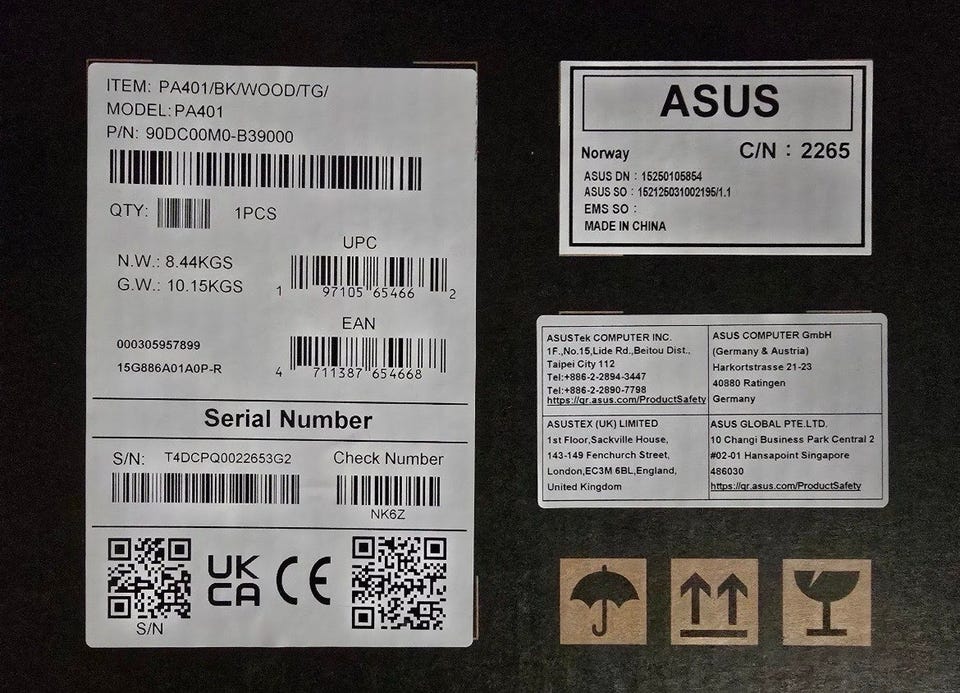 ITEM: PA401/BK/WOOD/TG/
MODEL: PA401
P/N: 90DC00M0-B39000
QTY: 1PCS
N.W.: 8.44KGS
G.W.: 10.15KGS
UPC
1 97105 65466 2
EAN
4 711387 654668
000305957899
15G886A01A0P-R
Serial Number
S/N: T4DCPQ0022653G2
Check Number
NK6Z
S/N
UK
CA
CE
ASUS
Norway C/N : 2265
ASUS DN : 15250105854
ASUS SO : 152125031002195/1.1
EMS SO :
MADE IN CHINA
ASUSTek COMPUTER INC.
1F.,No.15,Lide Rd.,Beitou Dist.,
Taipei City 112
Tel:+886-2-2894-3447
Tel:+886-2-2890-7798
https://qr.asus.com/ProductSafety
ASUS COMPUTER GmbH
(Germany & Austria)
Harkortstrasse 21-23
40880 Ratingen
Germany
ASUSTEX (UK) LIMITED
1st Floor,Sackville House,
143-149 Fenchurch Street,
London,EC3M 6BL,England,
United Kingdom
ASUS GLOBAL PTE.LTD.
10 Changi Business Park Central 2
#02-01 Hansapoint Singapore
486030
https://qr.asus.com/ProductSafety